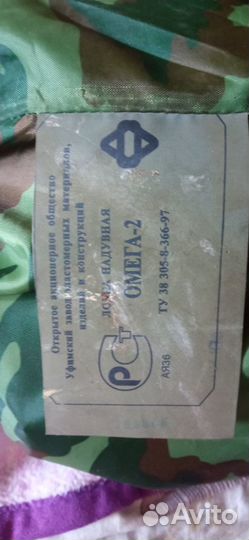 Открытое акционерное общество
Уфимский завод эластомерных материалов,
изделий и конструкций
ЛОДКА НАДУВНАЯ
ОМЕГА-2
ТУ 38 305-8-366-97
РСТ
АЯ36
Avito